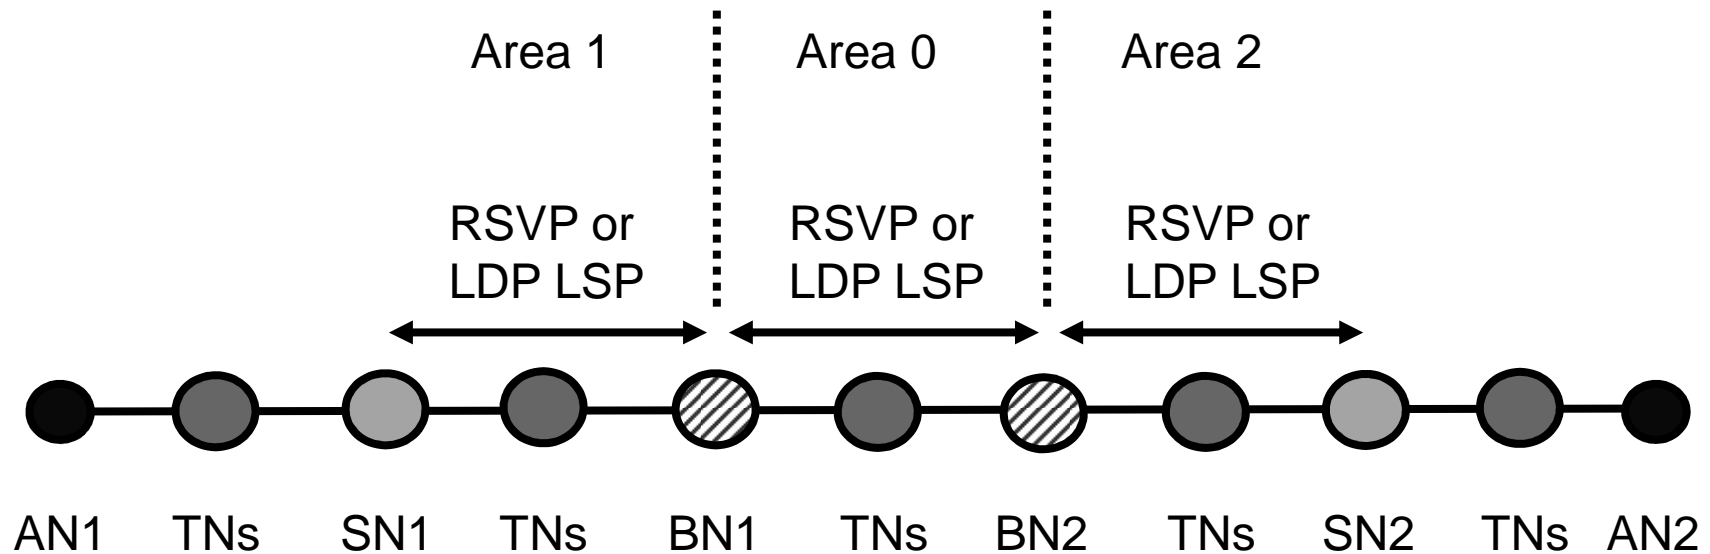 Area 1
Area 0
Area 2
RSVP or
LDP LSP
RSVP or
LDP LSP
RSVP or
LDP LSP
AN1
TNs
SN1
TNs
BN1
TNs
BN2
TNs
SN2
TNs
AN2